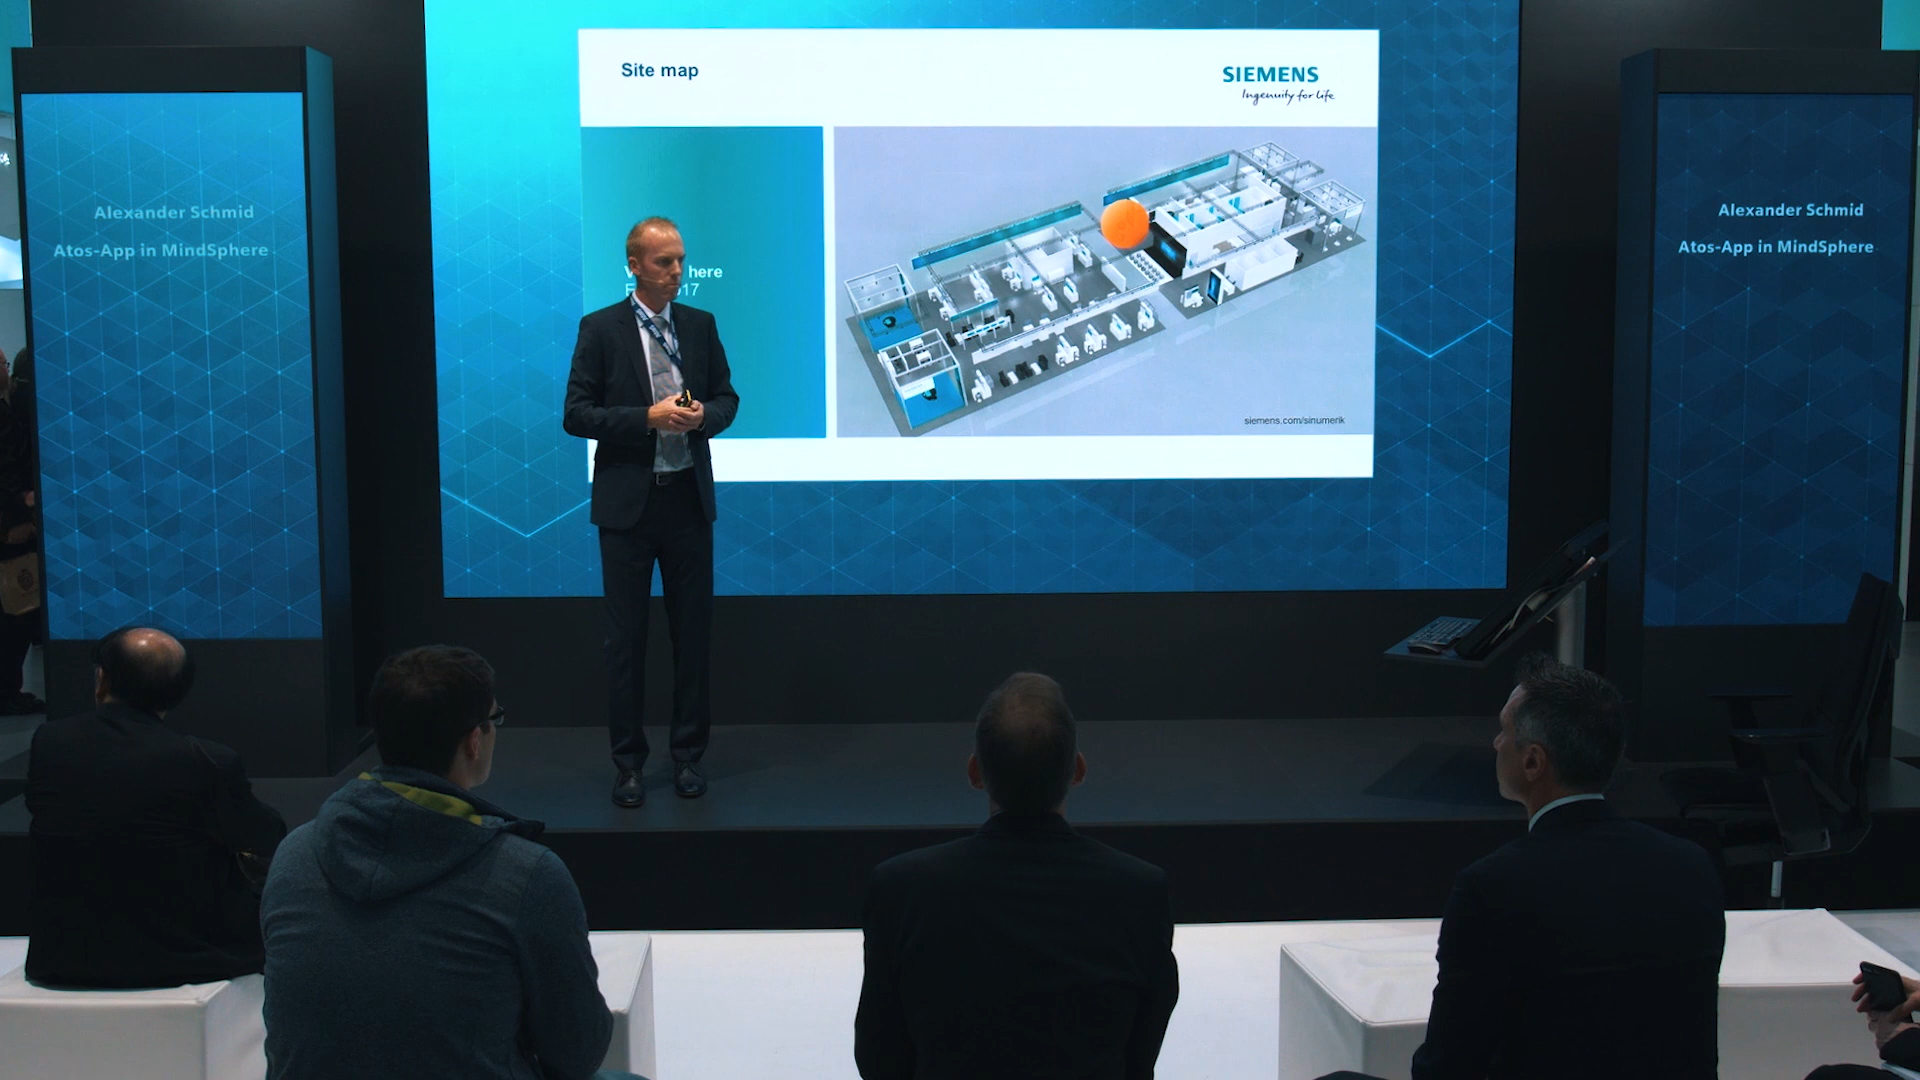 Site map
SIEMENS
Ingenuity for life
Alexander Schmid
Atos-App in MindSphere
here
17
siemens.com/sinumerik
Alexander Schmid
Atos-App in MindSphere